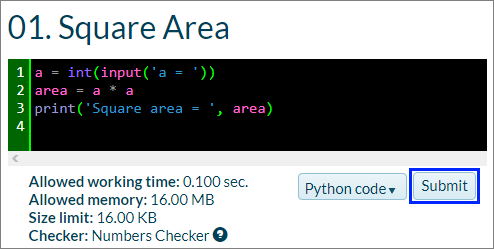 01. Square Area
1 a = int(input('a = '))
2 area = a * a
3 print('Square area = ', area)
4
Allowed working time: 0.100 sec.
Allowed memory: 16.00 MB
Size limit: 16.00 KB
Checker: Numbers Checker ?
Python code
Submit